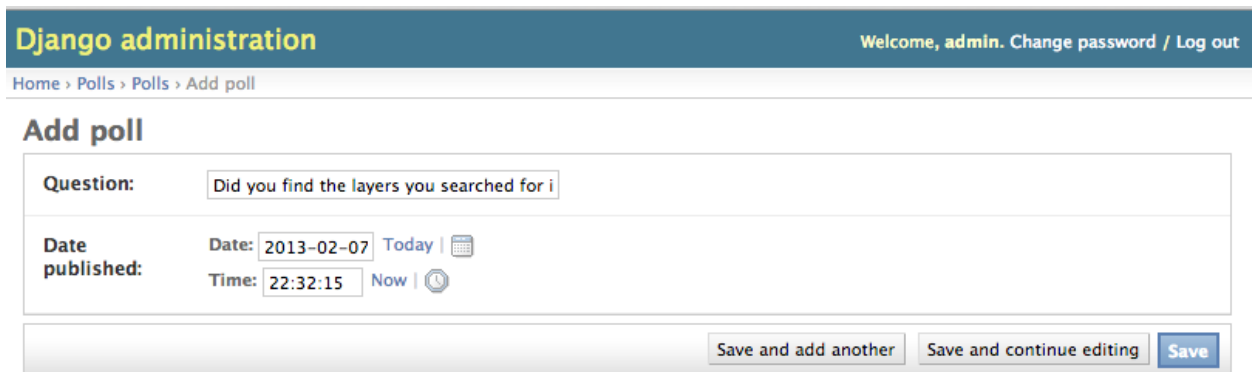 Django administration
Welcome, admin. Change password / Log out
Home › Polls › Polls › Add poll
Add poll
Question: Did you find the layers you searched for i
Date published:
Date: 2013-02-07 Today |
Time: 22:32:15 Now |
Save and add another Save and continue editing Save